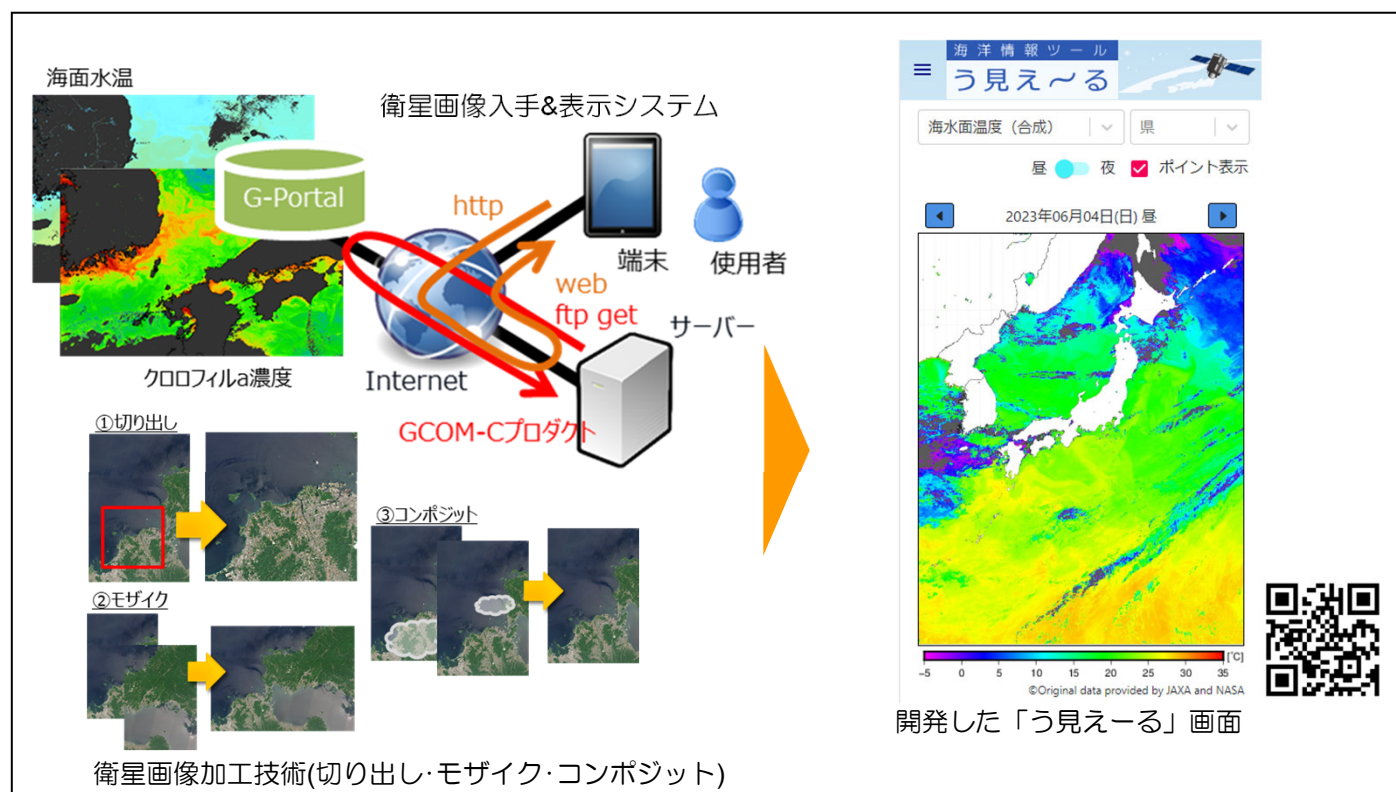 海面水温
衛星画像入手&表示システム
G-Portal
http
端末
使用者
web
ftp get
サーバー
クロロフィルa濃度
Internet
GCOM-Cプロダクト
①切り出し
②モザイク
③コンポジット
衛星画像加工技術(切り出し･モザイク･コンポジット)
海洋情報ツール
う見え～る
海水面温度（合成）
県
昼 夜 ポイント表示
2023年06月04日(日) 昼
[℃]
-5 0 5 10 15 20 25 30 35
©Original data provided by JAXA and NASA
開発した「う見えーる」画面